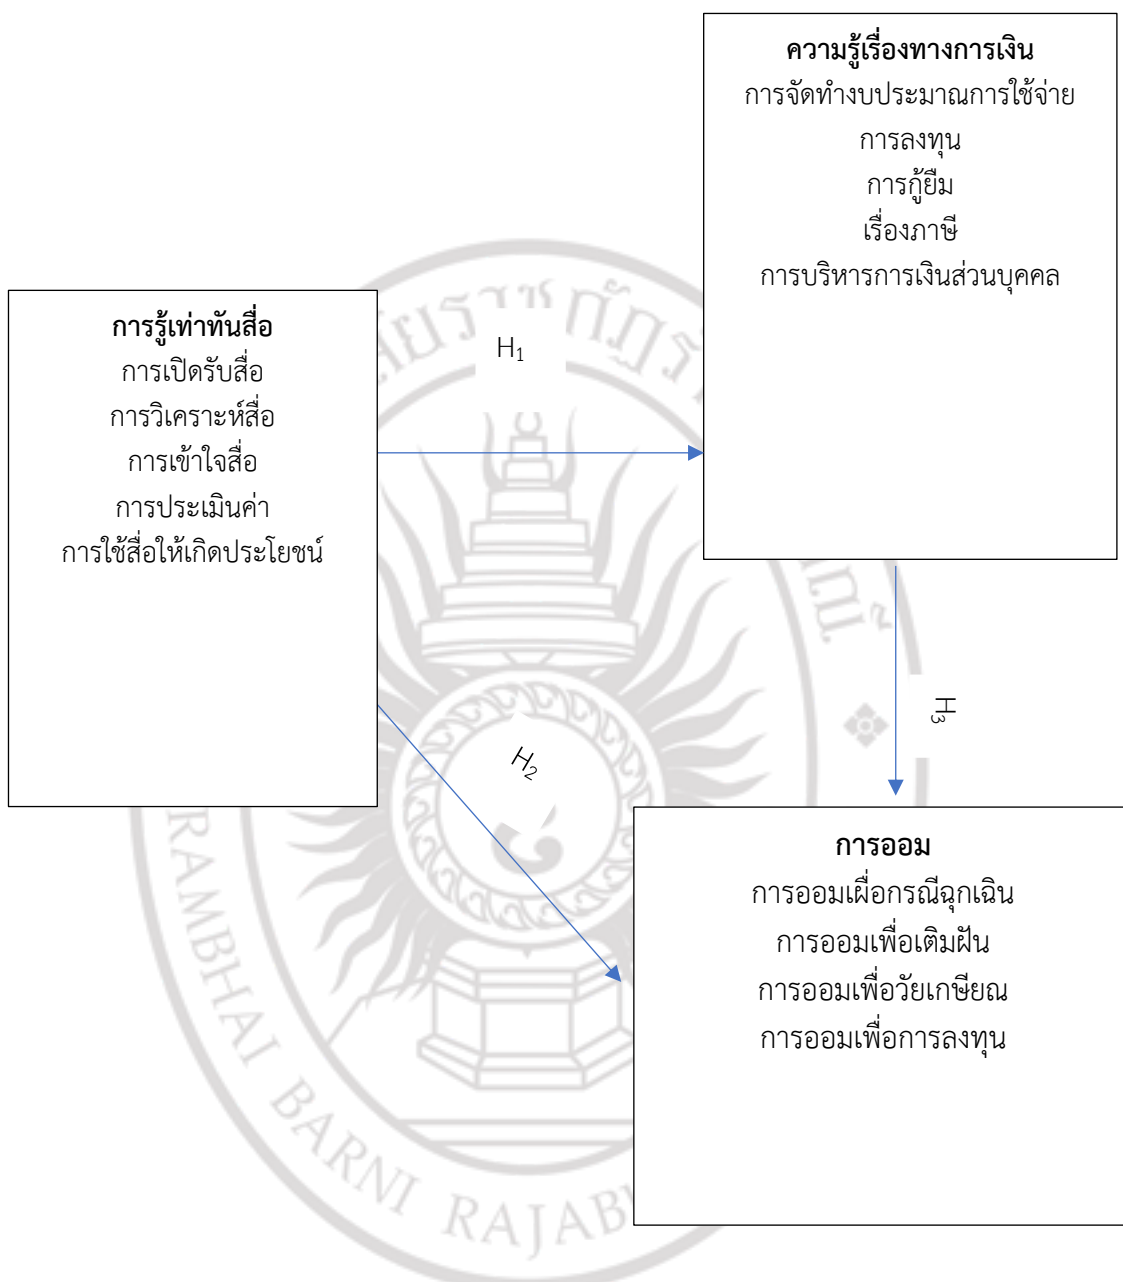 ความรู้เรื่องทางการเงิน
การจัดทำงบประมาณการใช้จ่าย
การลงทุน
การกู้ยืม
เรื่องภาษี
การบริหารการเงินส่วนบุคคล
การรู้เท่าทันสื่อ
การเปิดรับสื่อ
การวิเคราะห์สื่อ
การเข้าใจสื่อ
การประเมินค่า
การใช้สื่อให้เกิดประโยชน์
H₁
H₂
H₃
การออม
การออมเผื่อกรณีฉุกเฉิน
การออมเพื่อเติมฝัน
การออมเพื่อวัยเกษียณ
การออมเพื่อการลงทุน
RAMBHAI BARNI